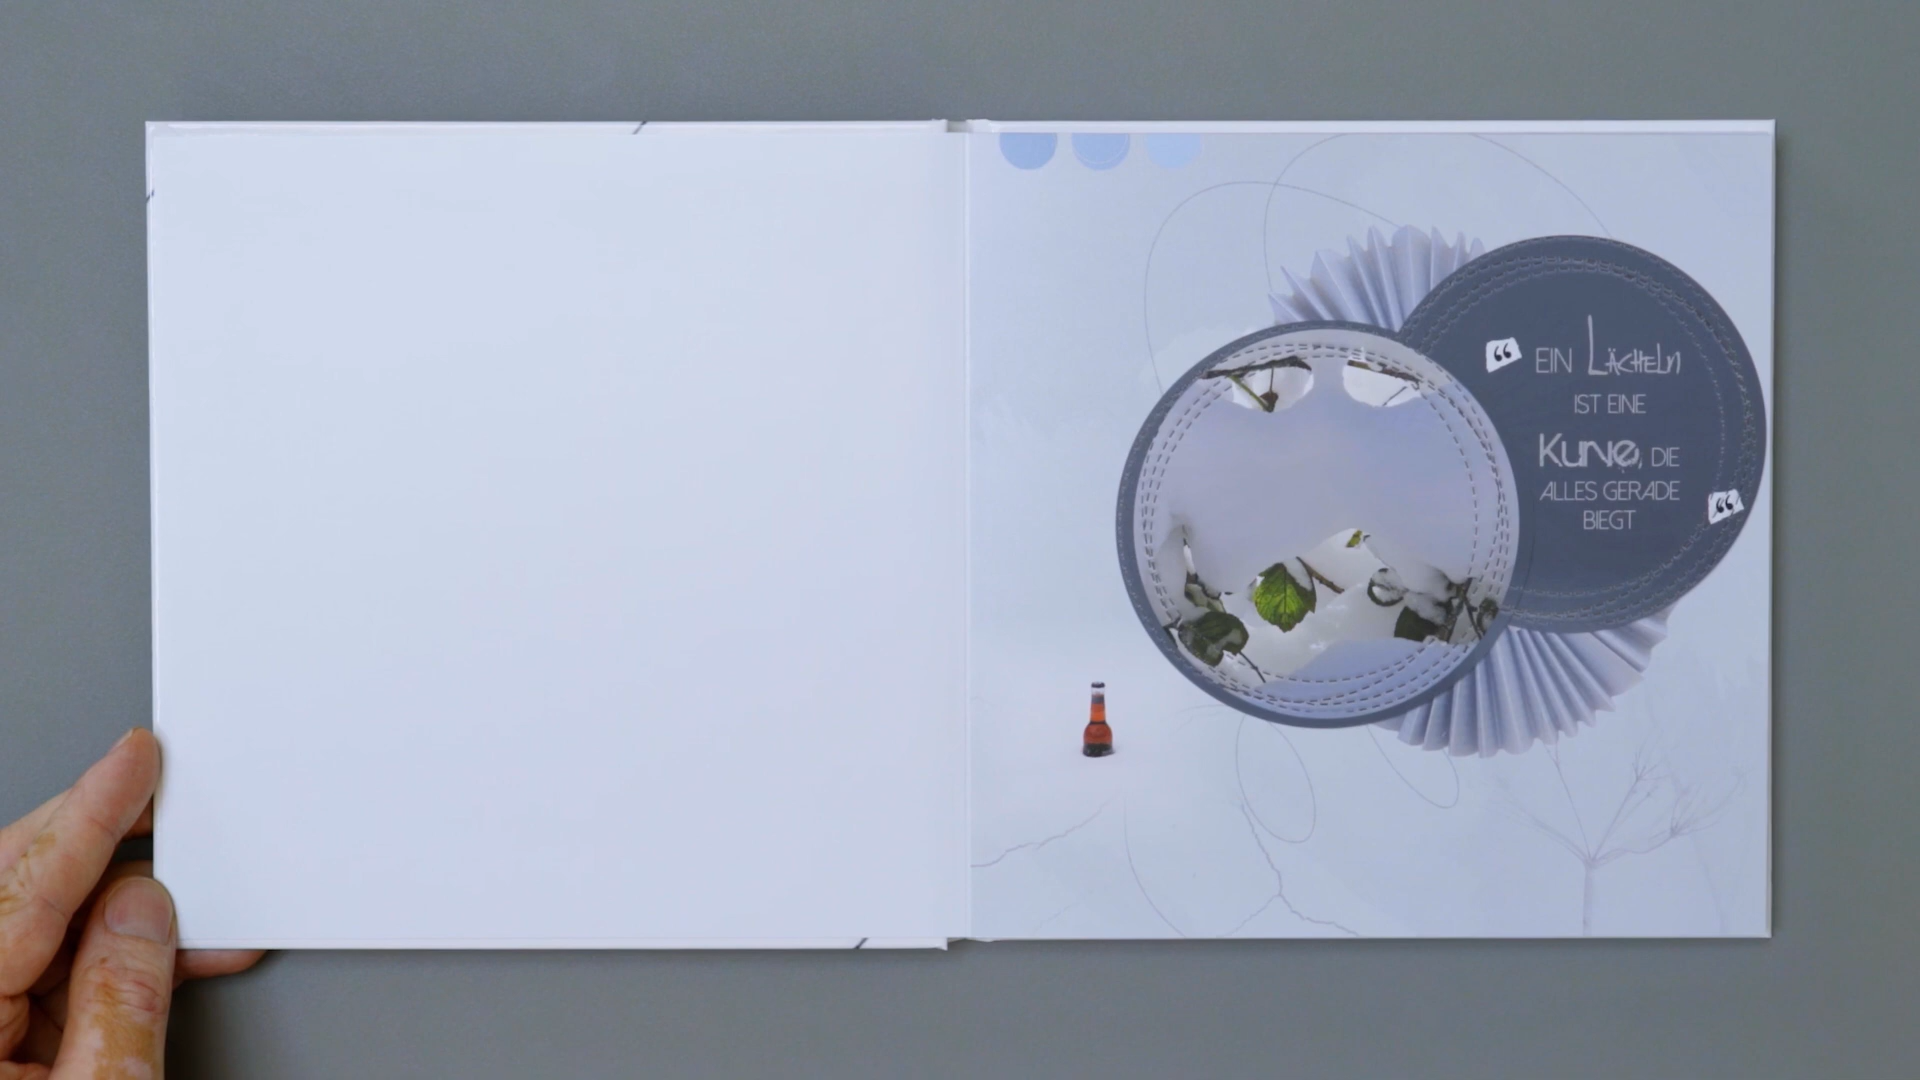 “ EIN LÄCHELN
IST EINE
Kurve, DIE
ALLES GERADE
BIEGT “